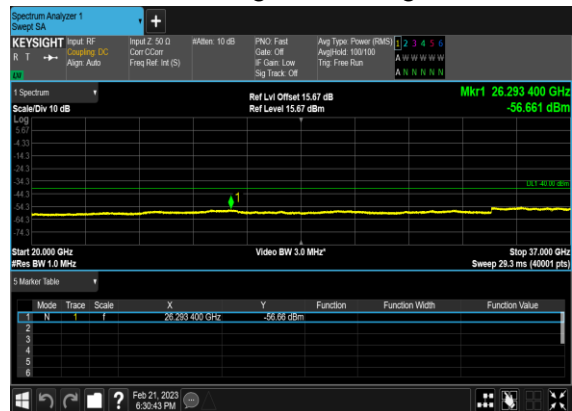 Spectrum Analyzer 1
Swept SA
+
KEYSIGHT Input: RF Input Z: 50 Ω #Atten: 10 dB PNO: Fast Avg Type: Power (RMS) 1 2 3 4 5 6
R T Coupling: DC Corr CCorr Gate: Off Avg|Hold: 100/100 A W W W W W
Align: Auto Freq Ref: Int (S) IF Gain: Low Trig: Free Run
Sig Track: Off A N N N N N
1 Spectrum Ref Lvl Offset 15.67 dB Mkr1 26.293 400 GHz
Scale/Div 10 dB Ref Level 15.67 dBm -56.661 dBm
Log
5.67
-4.33
-14.3
-24.3
-34.3
DL1 -40.00 dBm
-44.3
1
-54.3
-64.3
-74.3
Start 20.000 GHz Video BW 3.0 MHz* Stop 37.000 GHz
#Res BW 1.0 MHz Sweep 29.3 ms (40001 pts)
5 Marker Table
Mode Trace Scale X Y Function Function Width Function Value
1 N 1 f 26.293 400 GHz -56.66 dBm
2
3
4
5
6
? Feb 21, 2023
6:30:43 PM